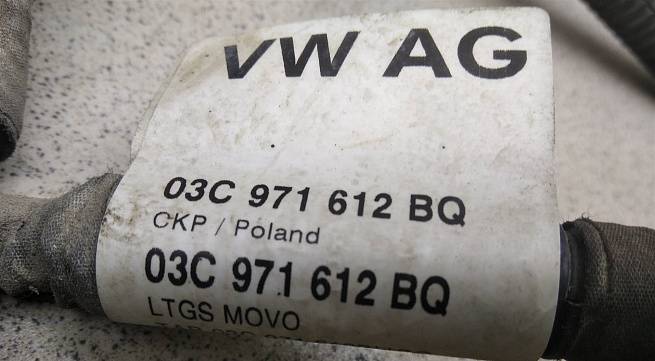 VW AG
03C 971 612 BQ
CKP / Poland
03C 971 612 BQ
LTGS MOVO